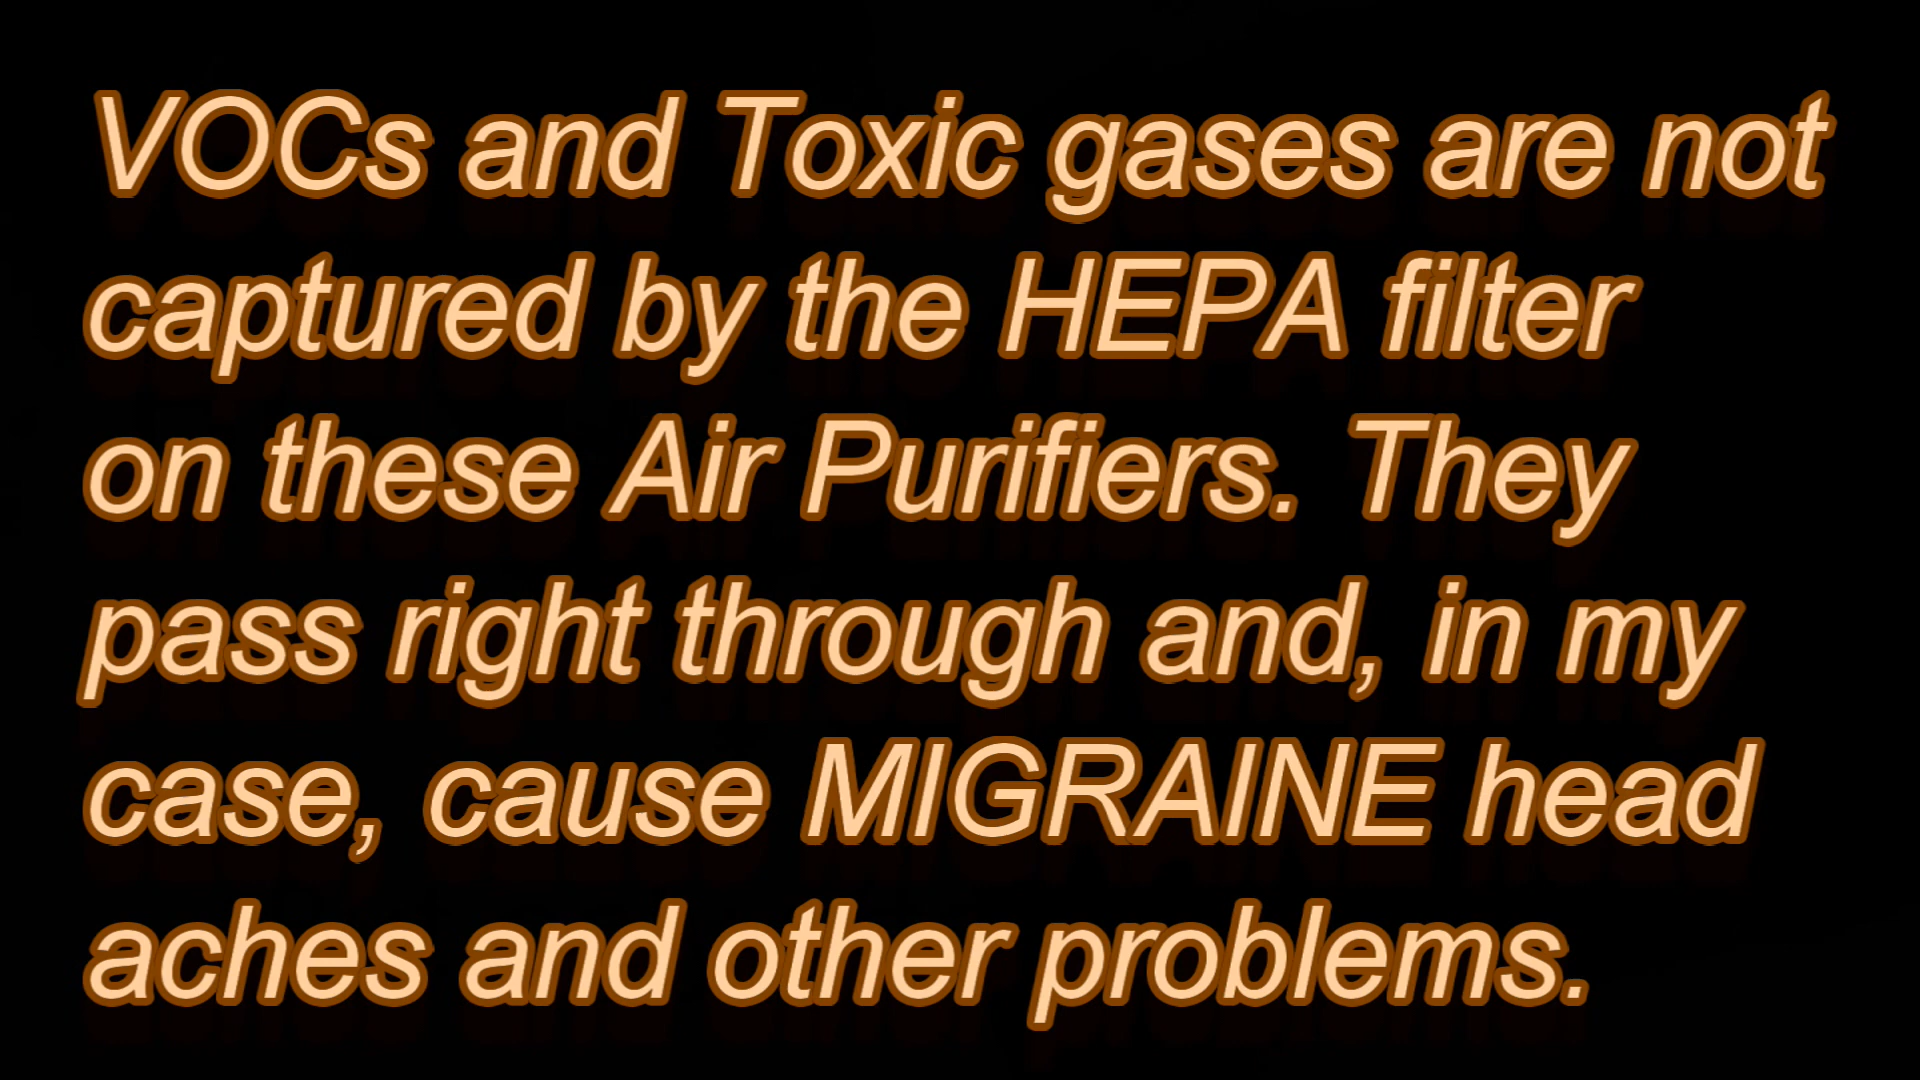 VOCs and Toxic gases are not
captured by the HEPA filter
on these Air Purifiers. They
pass right through and, in my
case, cause MIGRAINE head
aches and other problems.